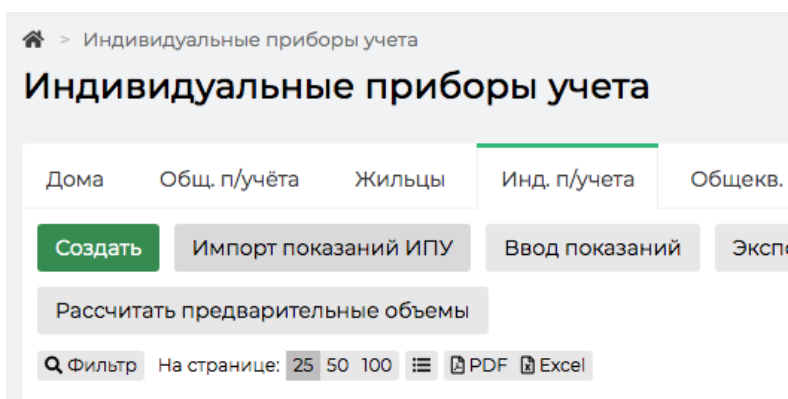 > Индивидуальные приборы учета
Индивидуальные приборы учета
Дома Общ. п/учёта Жильцы Инд. п/учета Общекв.
Создать Импорт показаний ИПУ Ввод показаний
Рассчитать предварительные объемы
Фильтр На странице: 25 50 100 PDF Excel